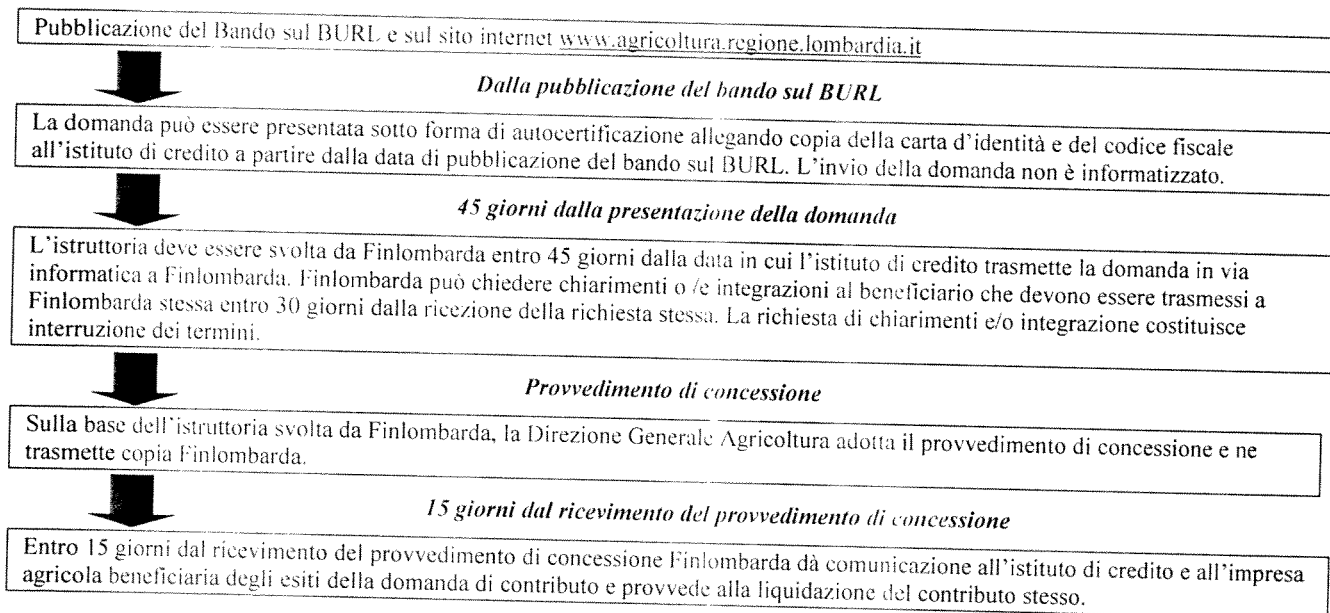 Pubblicazione del Bando sul BURL e sul sito internet www.agricoltura.regione.lombardia.it
Dalla pubblicazione del bando sul BURL
La domanda può essere presentata sotto forma di autocertificazione allegando copia della carta d'identità e del codice fiscale
all'istituto di credito a partire dalla data di pubblicazione del bando sul BURL. L'invio della domanda non è informatizzato.
45 giorni dalla presentazione della domanda
L'istruttoria deve essere svolta da Finlombarda entro 45 giorni dalla data in cui l'istituto di credito trasmette la domanda in via
informatica a Finlombarda. Finlombarda può chiedere chiarimenti o /e integrazioni al beneficiario che devono essere trasmessi a
Finlombarda stessa entro 30 giorni dalla ricezione della richiesta stessa. La richiesta di chiarimenti e/o integrazione costituisce
interruzione dei termini.
Provvedimento di concessione
Sulla base dell'istruttoria svolta da Finlombarda, la Direzione Generale Agricoltura adotta il provvedimento di concessione e ne
trasmette copia Finlombarda.
15 giorni dal ricevimento del provvedimento di concessione
Entro 15 giorni dal ricevimento del provvedimento di concessione Finlombarda dà comunicazione all'istituto di credito e all'impresa
agricola beneficiaria degli esiti della domanda di contributo e provvede alla liquidazione del contributo stesso.